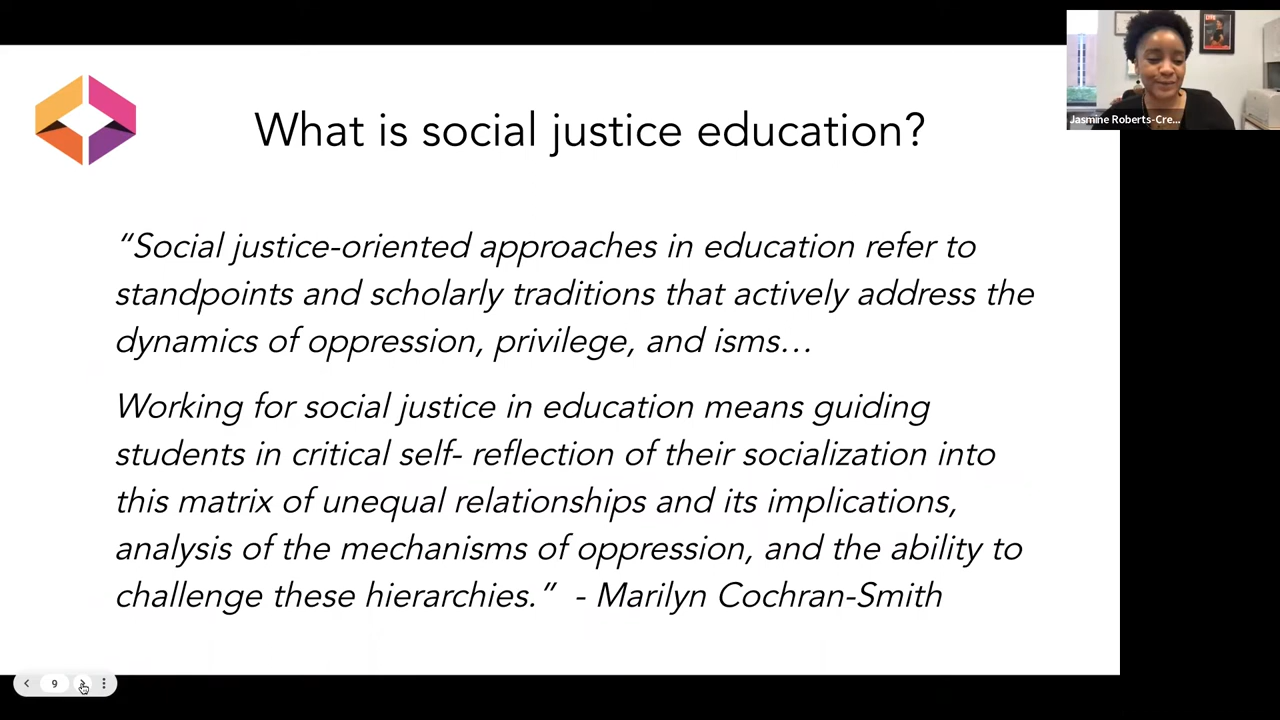 What is social justice education?
“Social justice-oriented approaches in education refer to
standpoints and scholarly traditions that actively address the
dynamics of oppression, privilege, and isms…
Working for social justice in education means guiding
students in critical self- reflection of their socialization into
this matrix of unequal relationships and its implications,
analysis of the mechanisms of oppression, and the ability to
challenge these hierarchies.” - Marilyn Cochran-Smith
LIFE
Jasmine Roberts-Cre...
9